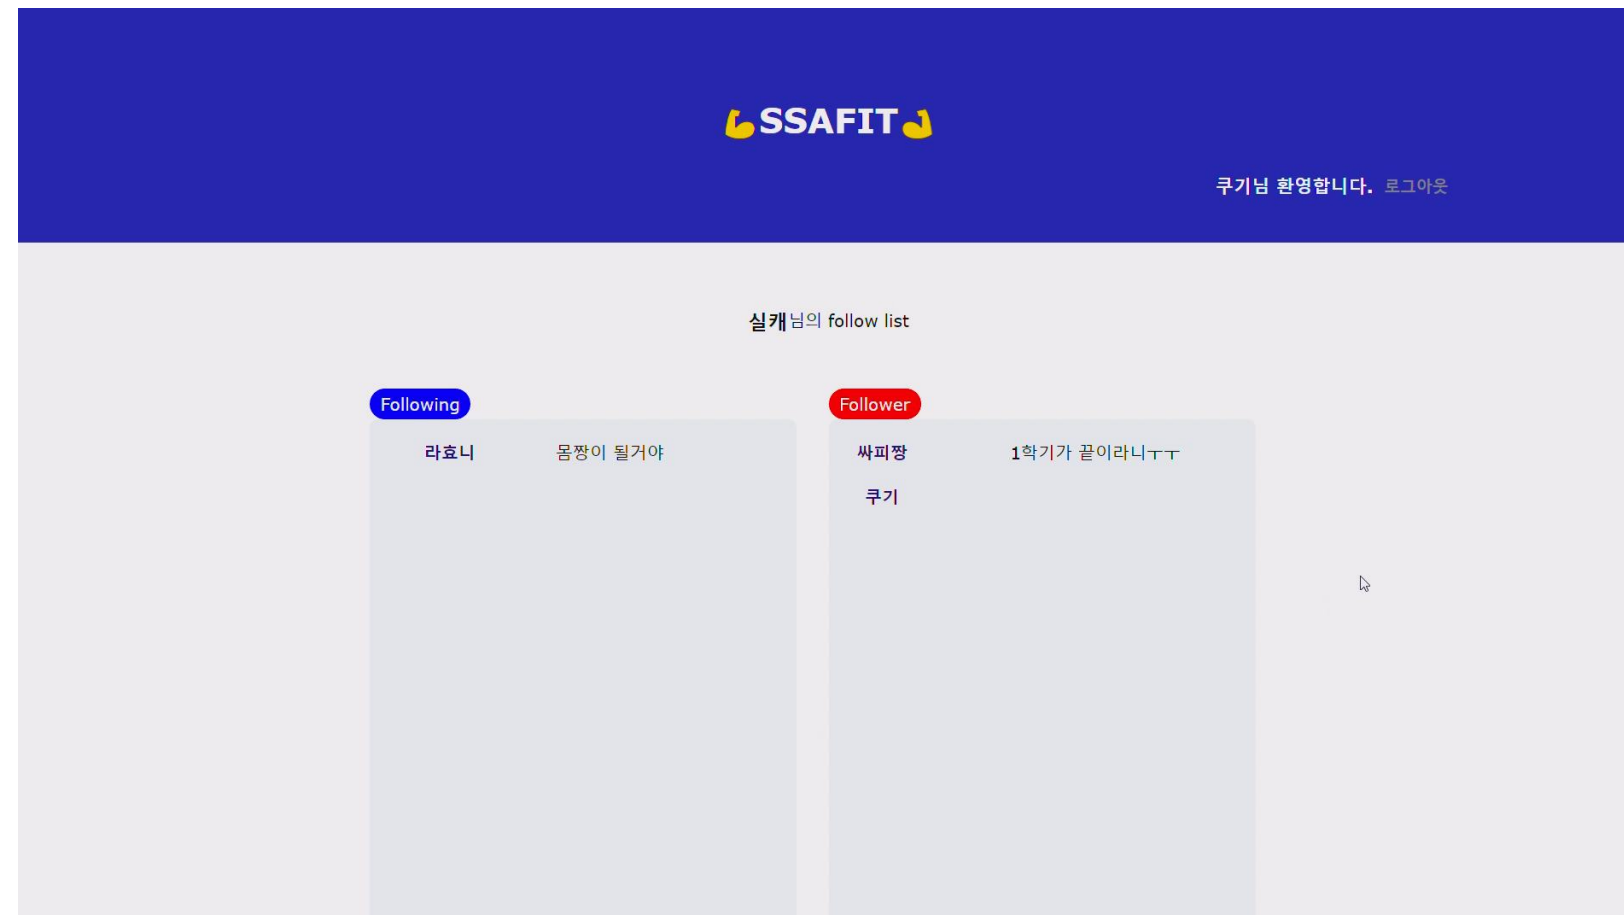 SSAFIT
쿠기님 환영합니다. 로그아웃
실캐님의 follow list
Following
라효니 몸짱이 될거야
Follower
싸피짱 1학기가 끝이라니ㅜㅜ
쿠기